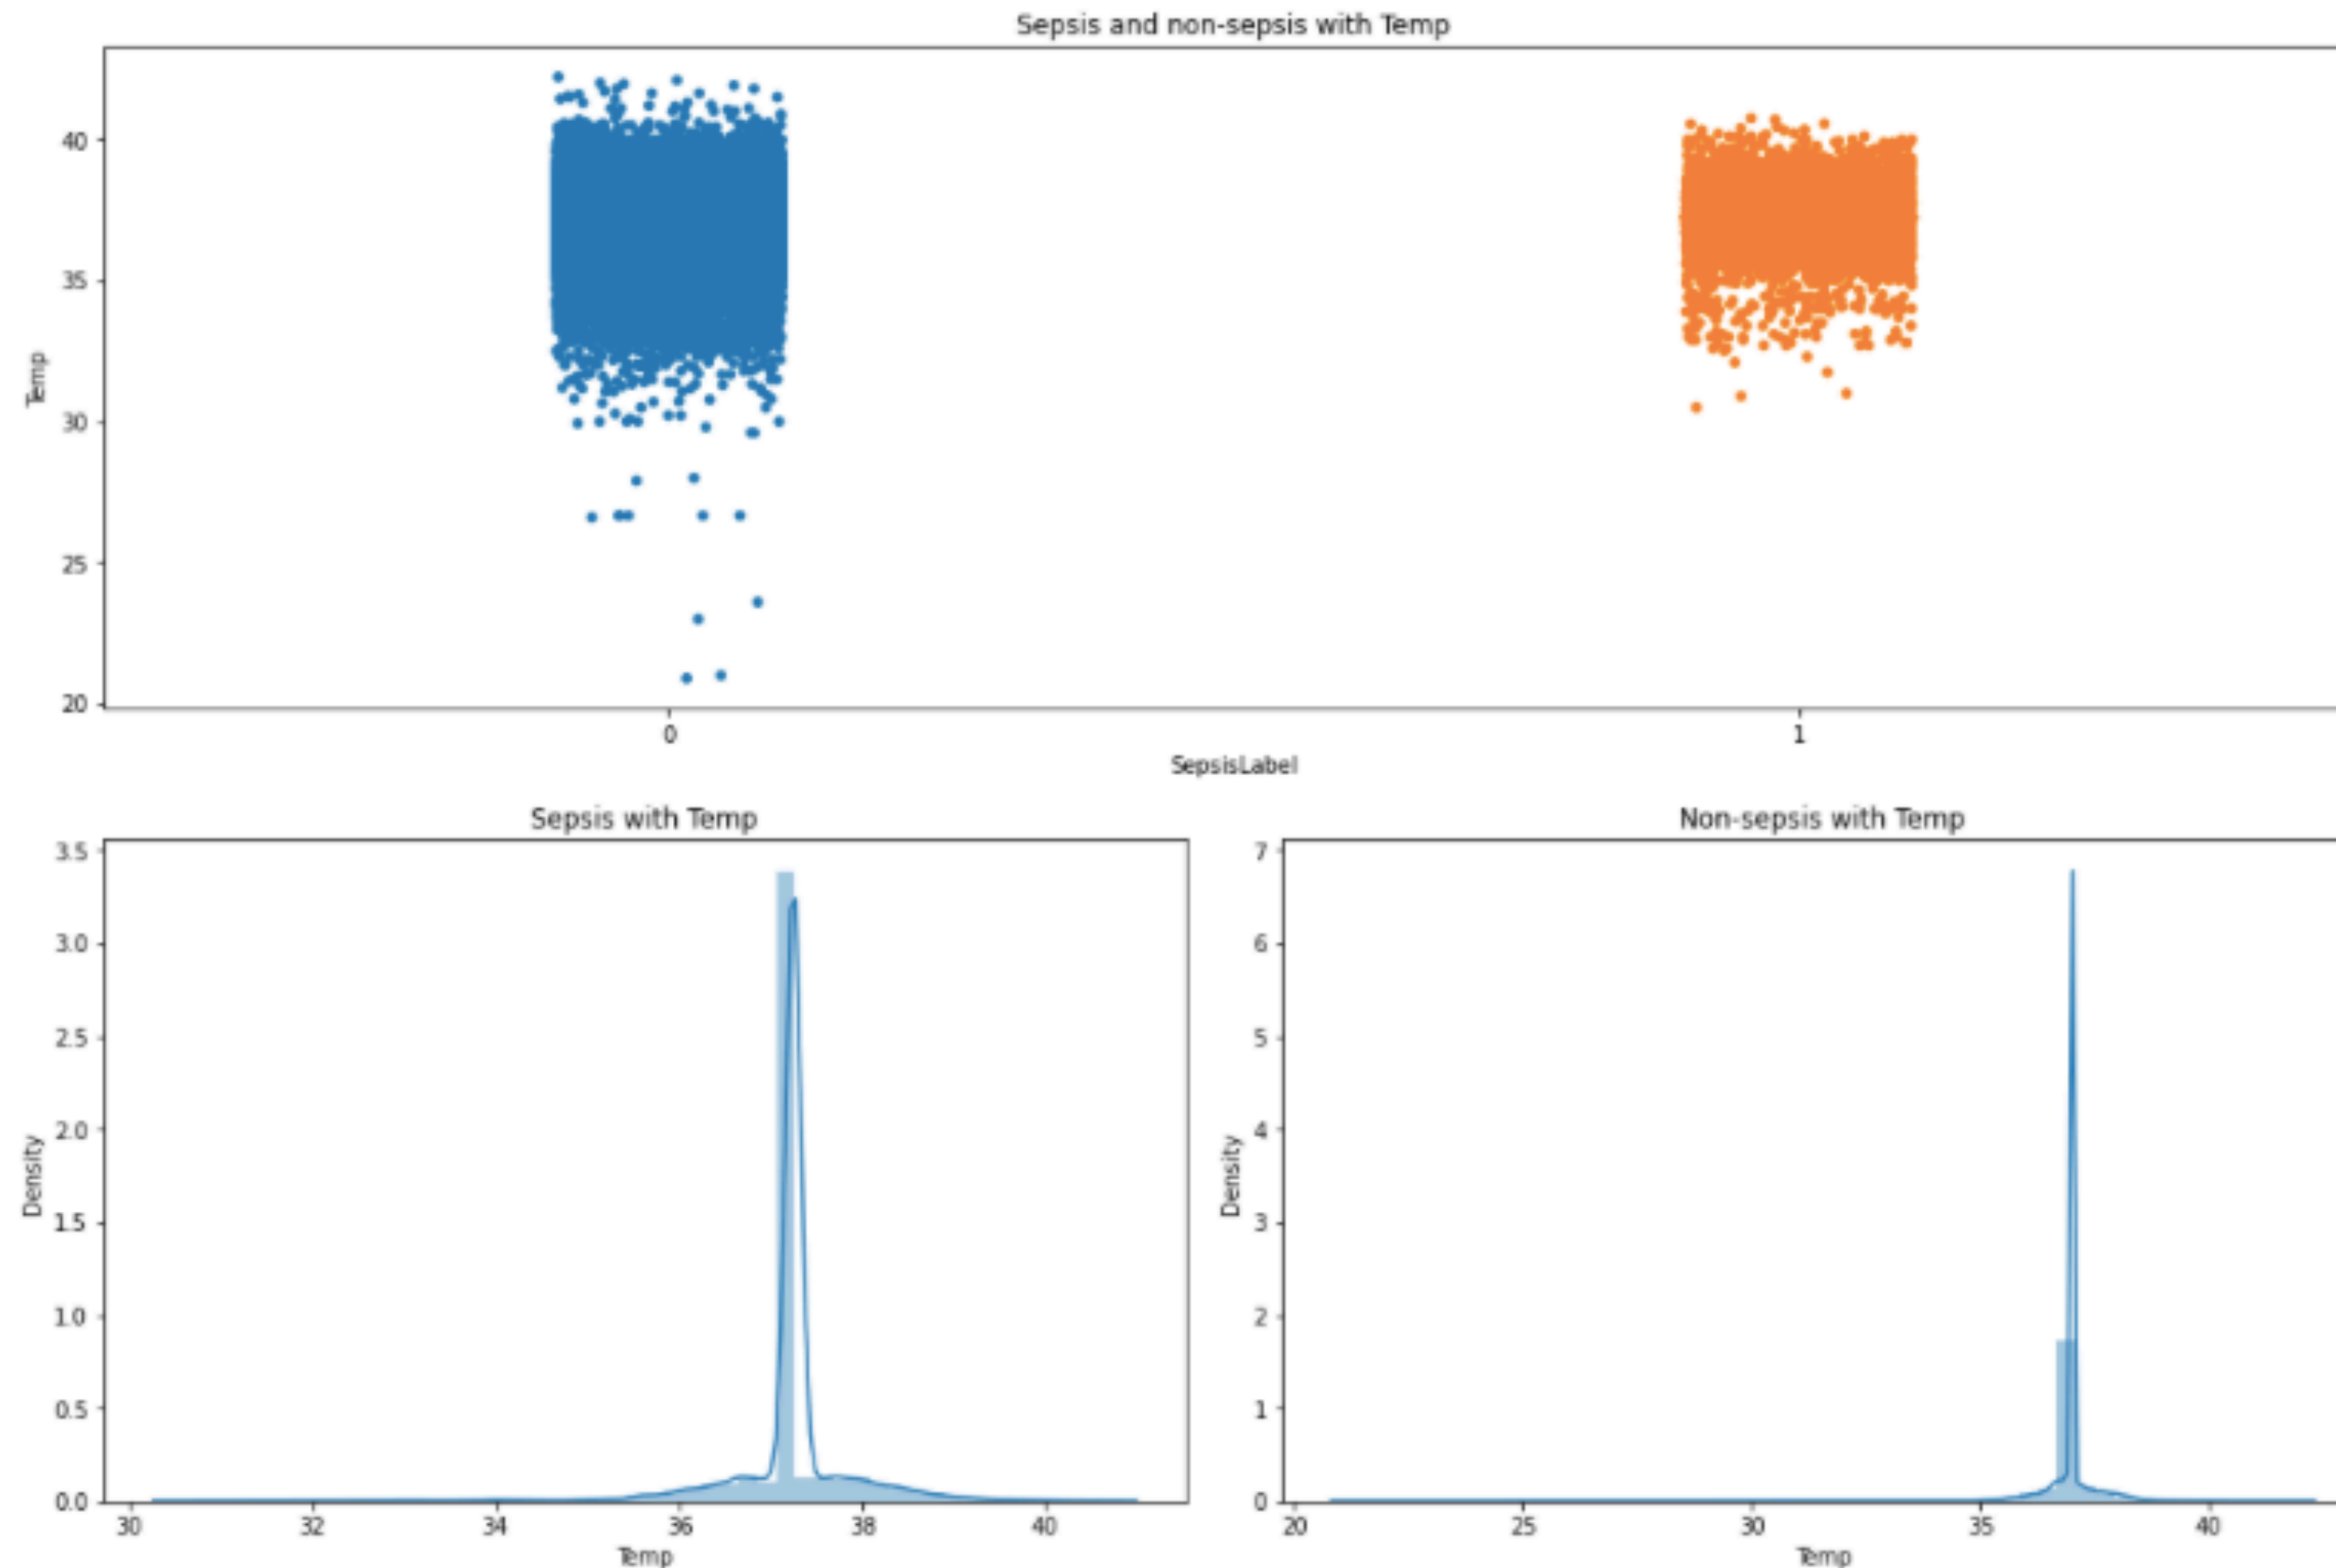 Sepsis and non-sepsis with Temp
Temp
40
35
30
25
20
0 1
SepsisLabel
Sepsis with Temp
Density
3.5
3.0
2.5
2.0
1.5
1.0
0.5
0.0
30 32 34 36 38 40
Temp
Non-sepsis with Temp
Density
7
6
5
4
3
2
1
0
20 25 30 35 40
Temp